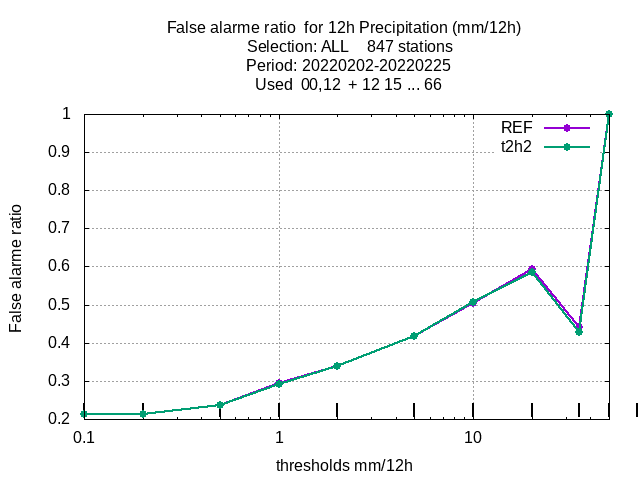 False alarme ratio  for 12h Precipitation (mm/12h)
Selection: ALL    847 stations
Period: 20220202-20220225
Used  00,12  + 12 15 ... 66
REF
t2h2
1
0.9
0.8
0.7
0.6
0.5
0.4
0.3
0.2
False alarme ratio
0.1 1 10
thresholds mm/12h